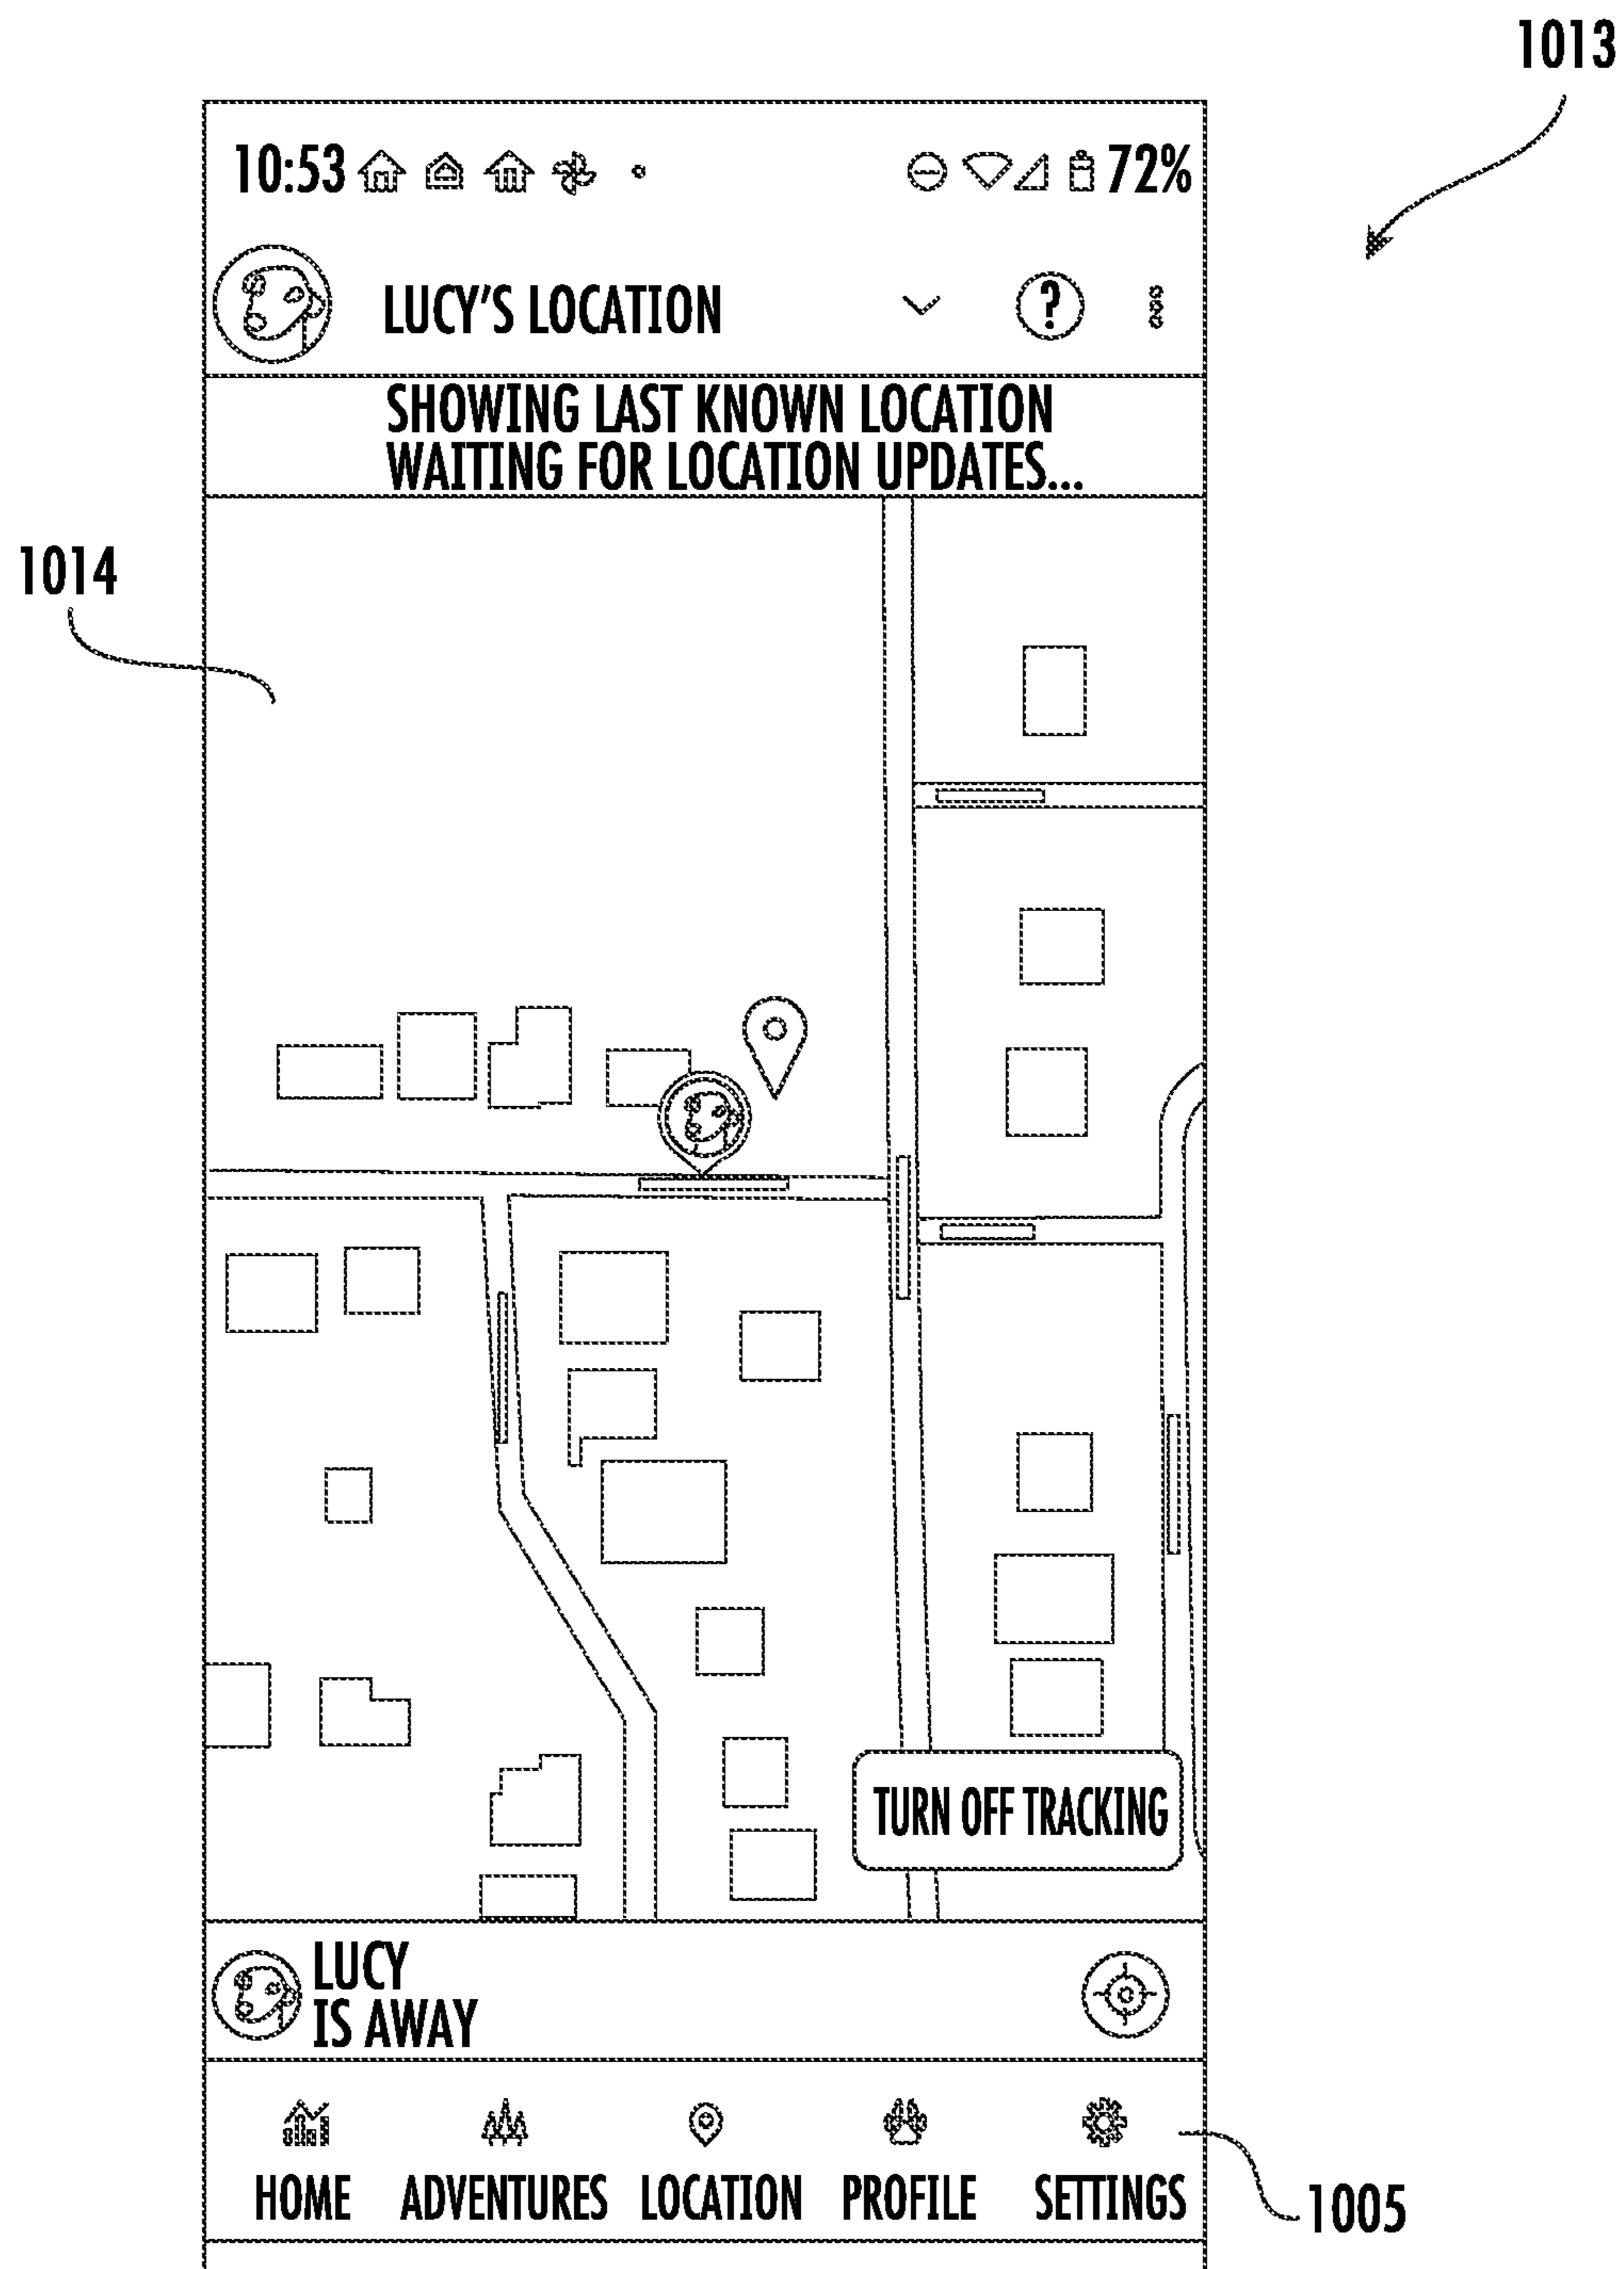 1013
10:53 72%
LUCY'S LOCATION ?
SHOWING LAST KNOWN LOCATION
WAITING FOR LOCATION UPDATES...
1014
TURN OFF TRACKING
LUCY
IS AWAY
HOME ADVENTURES LOCATION PROFILE SETTINGS
1005